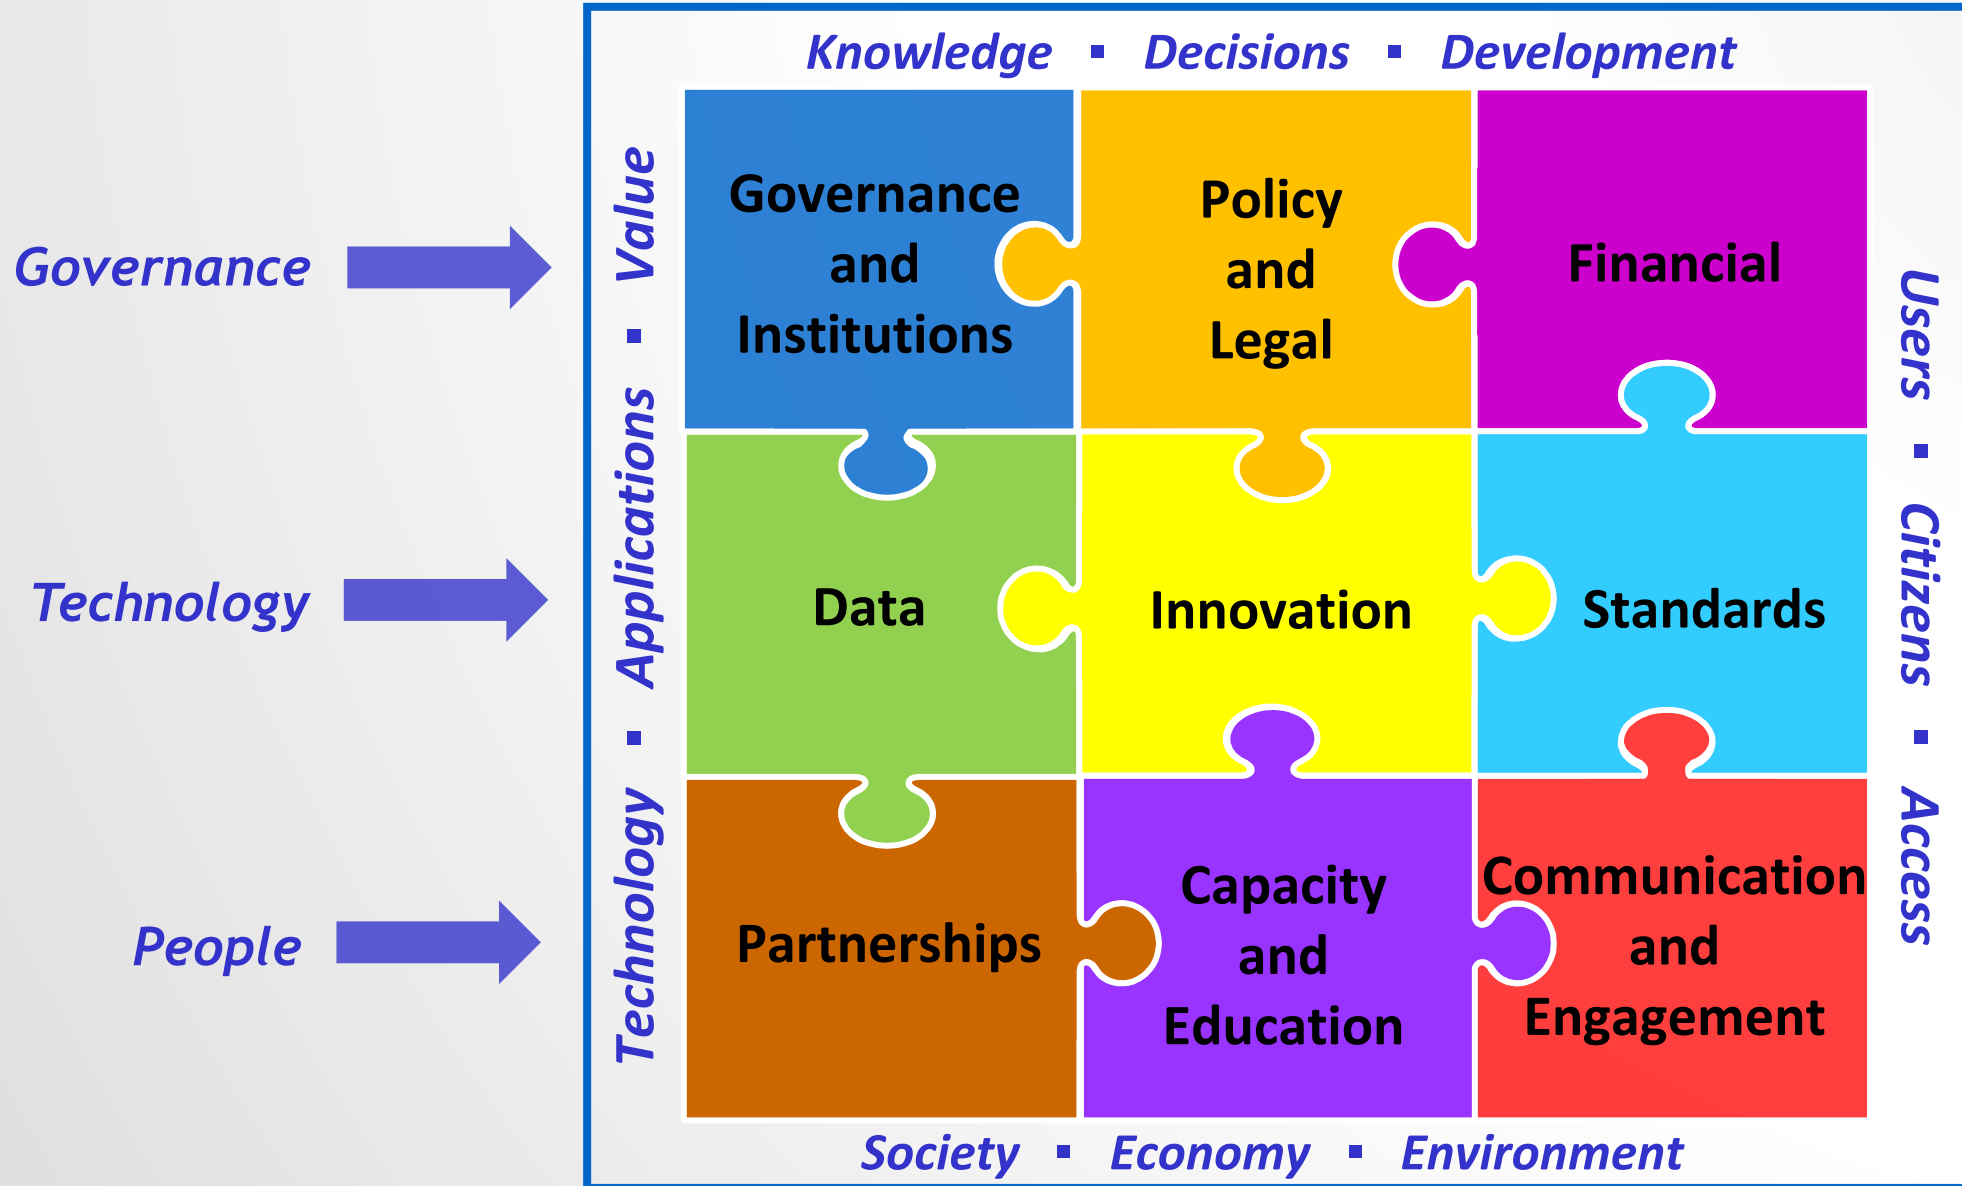 Knowledge ▪ Decisions ▪ Development
Governance
Technology
People
Technology ▪ Applications ▪ Value
Governance
and
Institutions
Policy
and
Legal
Financial
Data
Innovation
Standards
Partnerships
Capacity
and
Education
Communication
and
Engagement
Users ▪ Citizens ▪ Access
Society ▪ Economy ▪ Environment